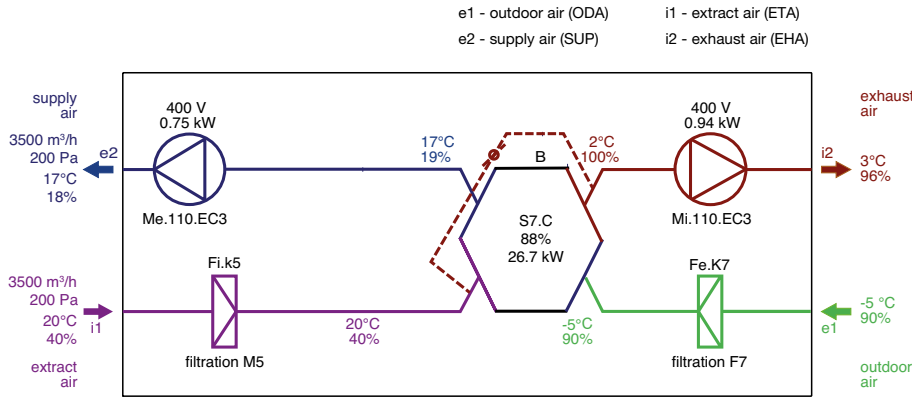 e1 - outdoor air (ODA)
i1 - extract air (ETA)
e2 - supply air (SUP)
i2 - exhaust air (EHA)
supply
air
3500 m³/h
200 Pa
17°C
18%
e2
400 V
0.75 kW
Me.110.EC3
17°C
19%
B
2°C
100%
400 V
0.94 kW
Mi.110.EC3
i2
exhaust
air
3°C
96%
S7.C
88%
26.7 kW
3500 m³/h
200 Pa
20°C
40%
i1
extract
air
Fi.k5
filtration M5
20°C
40%
-5°C
90%
Fe.K7
filtration F7
e1
-5 °C
90%
outdoor
air